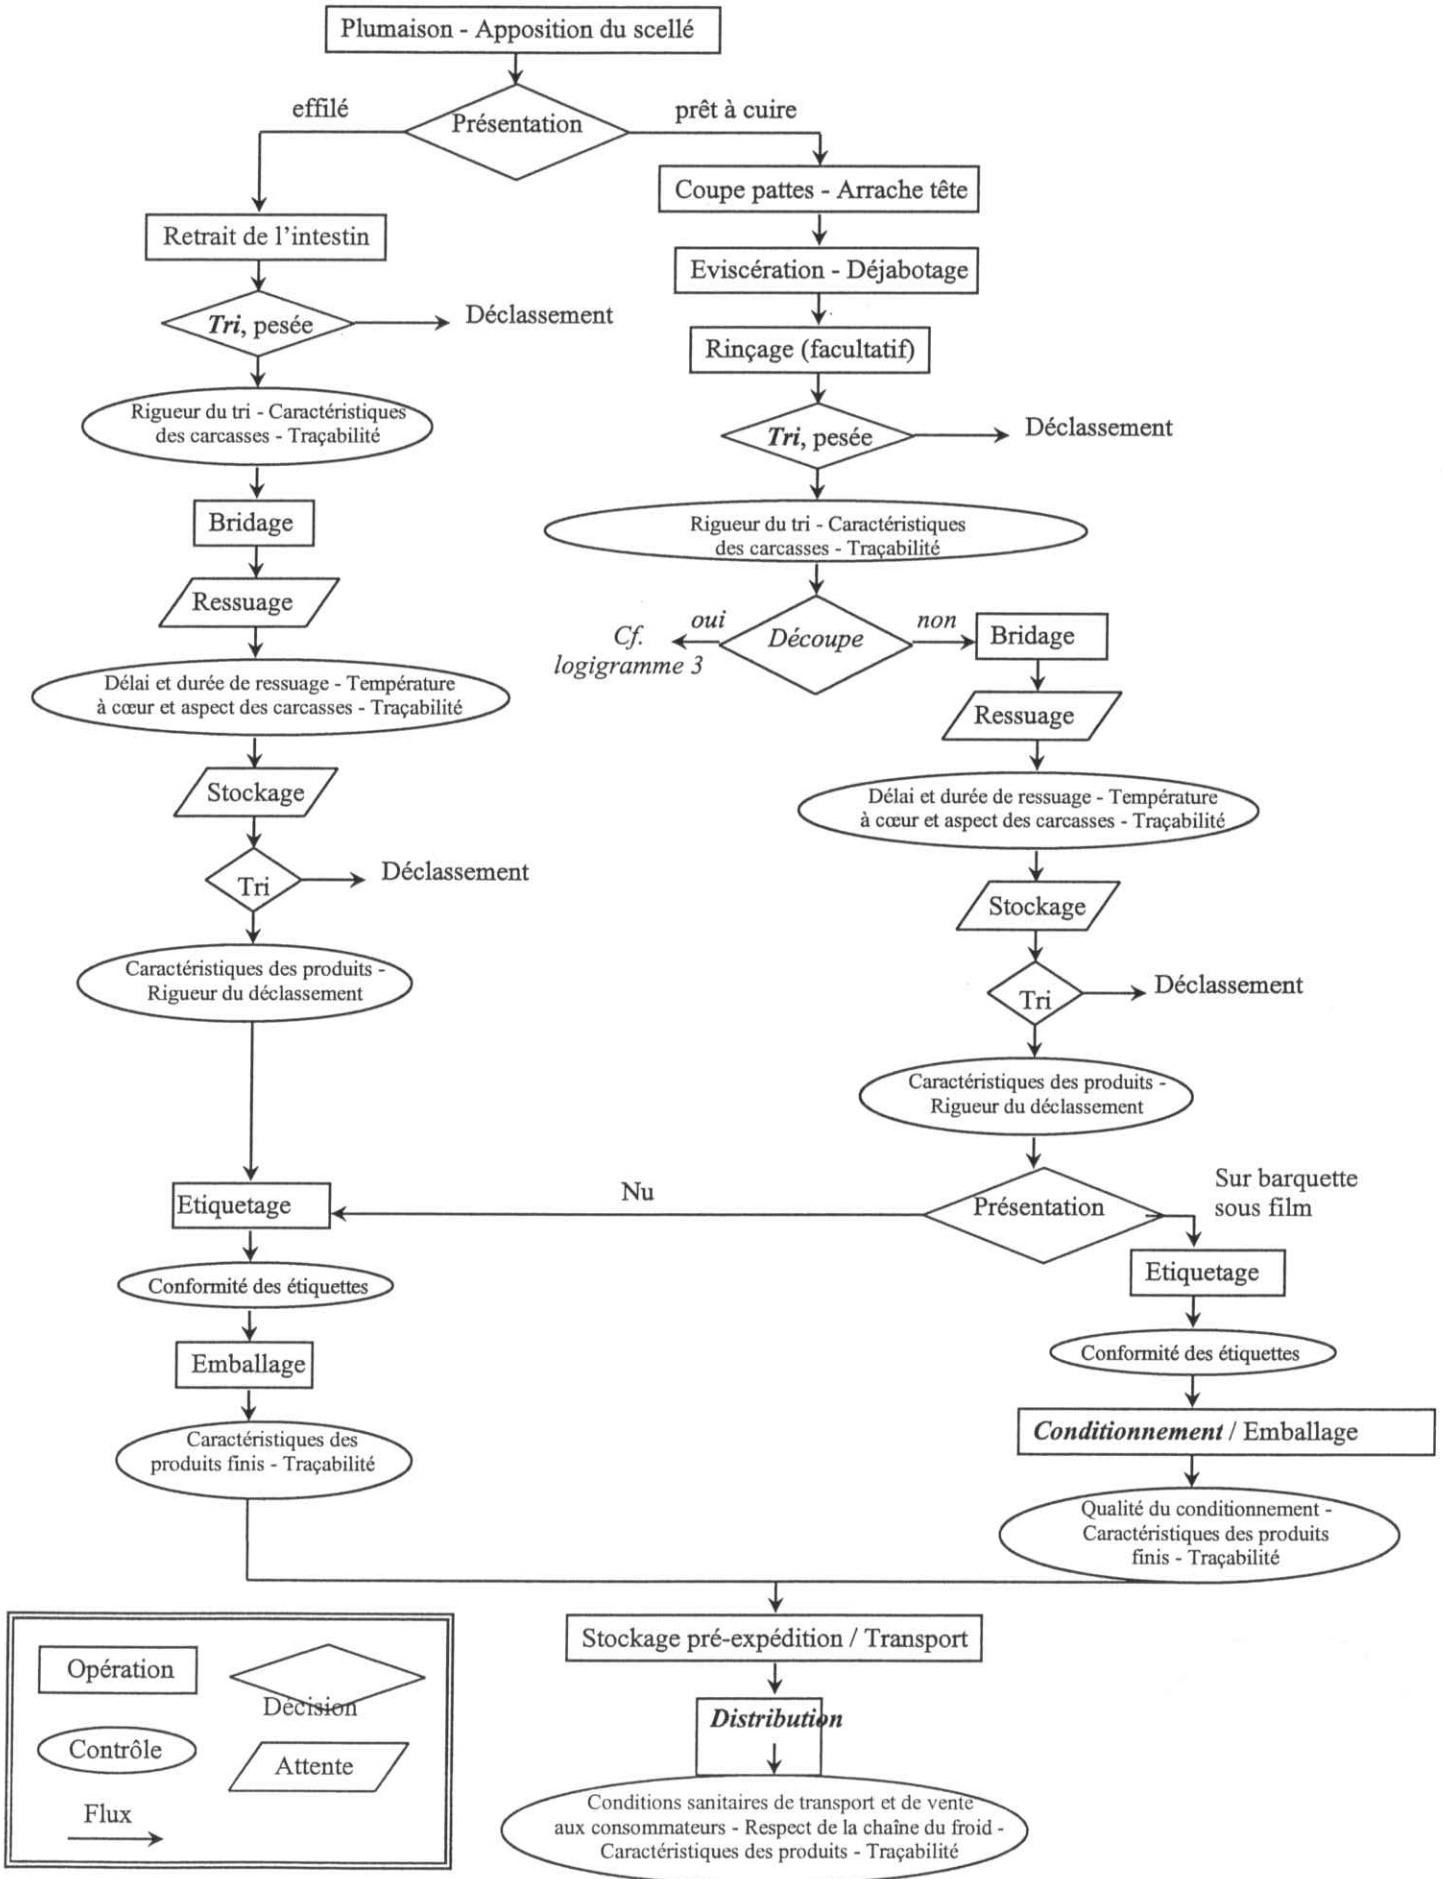 Plumaison - Apposition du scellé
effilé
Présentation
prêt à cuire
Coupe pattes - Arrache tête
Retrait de l'intestin
Eviscération - Déjabotage
Tri, pesée
Déclassement
Rinçage (facultatif)
Rigueur du tri - Caractéristiques
des carcasses - Traçabilité
Tri, pesée
Déclassement
Bridage
Rigueur du tri - Caractéristiques
des carcasses - Traçabilité
Ressuage
Cf.
logigramme 3
oui
Découpe
non
Bridage
Délai et durée de ressuage - Température
à cœur et aspect des carcasses - Traçabilité
Ressuage
Stockage
Délai et durée de ressuage - Température
à cœur et aspect des carcasses - Traçabilité
Tri
Déclassement
Stockage
Caractéristiques des produits -
Rigueur du déclassement
Tri
Déclassement
Caractéristiques des produits -
Rigueur du déclassement
Etiquetage
Nu
Présentation
Sur barquette
sous film
Conformité des étiquettes
Etiquetage
Emballage
Conformité des étiquettes
Caractéristiques des
produits finis - Traçabilité
Conditionnement / Emballage
Qualité du conditionnement -
Caractéristiques des produits
finis - Traçabilité
Stockage pré-expédition / Transport
Opération
Décision
Distribution
Contrôle
Attente
Flux
Conditions sanitaires de transport et de vente
aux consommateurs - Respect de la chaîne du froid -
Caractéristiques des produits - Traçabilité